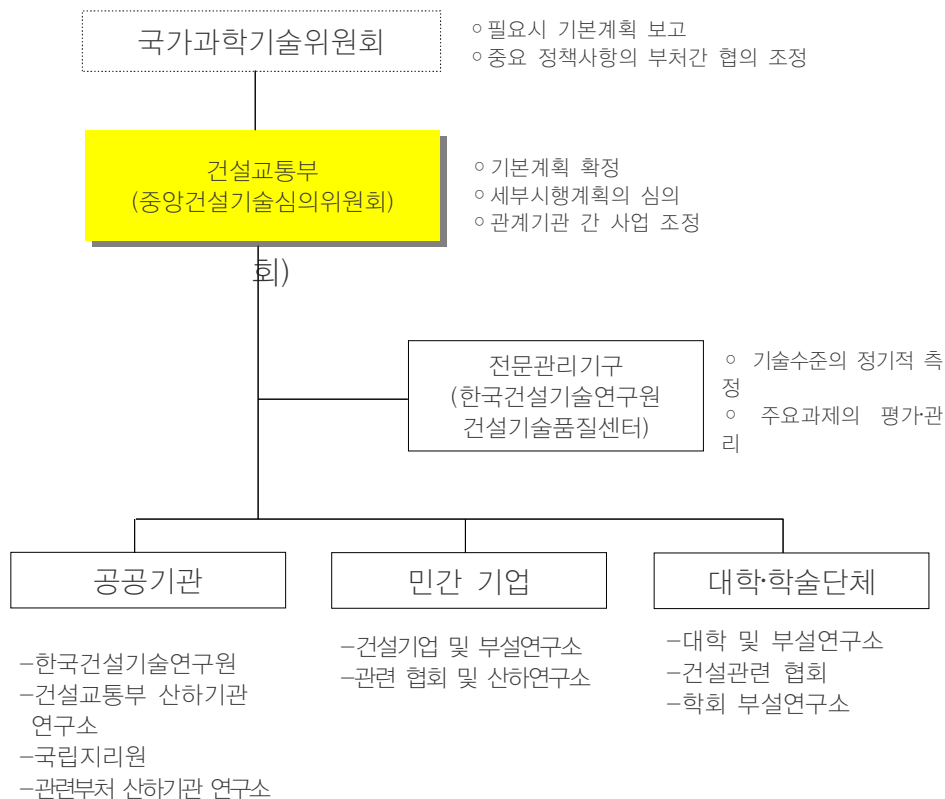 국가과학기술위원회
ㅇ필요시 기본계획 보고
ㅇ중요 정책사항의 부처간 협의 조정
건설교통부
(중앙건설기술심의위원회)
ㅇ기본계획 확정
ㅇ세부시행계획의 심의
ㅇ관계기관 간 사업 조정
회)
전문관리기구
(한국건설기술연구원
건설기술품질센터)
ㅇ 기술수준의 정기적 측
정
ㅇ 주요과제의 평가·관
리
공공기관
-한국건설기술연구원
-건설교통부 산하기관
연구소
-국립지리원
-관련부처 산하기관 연구소
민간 기업
-건설기업 및 부설연구소
-관련 협회 및 산하연구소
대학·학술단체
-대학 및 부설연구소
-건설관련 협회
-학회 부설연구소